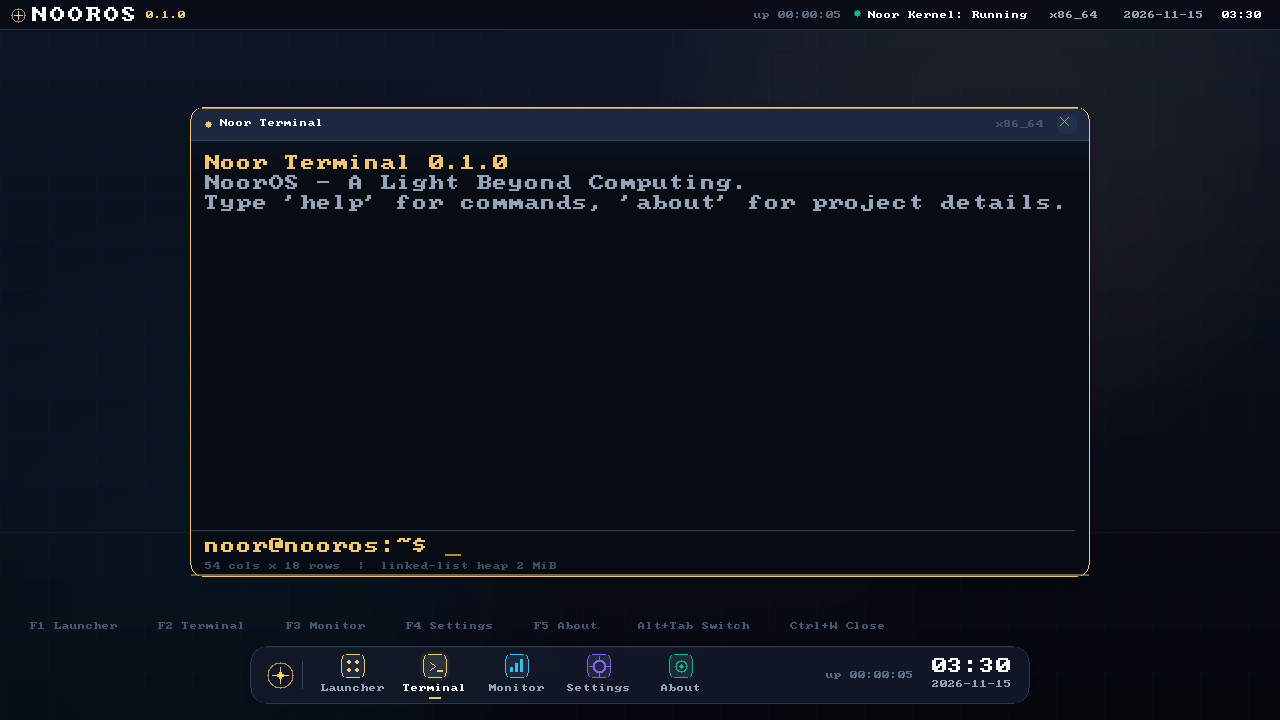 NOOROS 0.1.0 up 00:00:05 Noor Kernel: Running x86_64 2026-11-15 03:30
Noor Terminal x86_64
Noor Terminal 0.1.0
NoorOS - A Light Beyond Computing.
Type 'help' for commands, 'about' for project details.
noor@nooros:~$ _
54 cols x 18 rows | linked-list heap 2 MiB
F1 Launcher F2 Terminal F3 Monitor F4 Settings F5 About Alt+Tab Switch Ctrl+W Close
Launcher Terminal Monitor Settings About up 00:00:05 03:30
2026-11-15